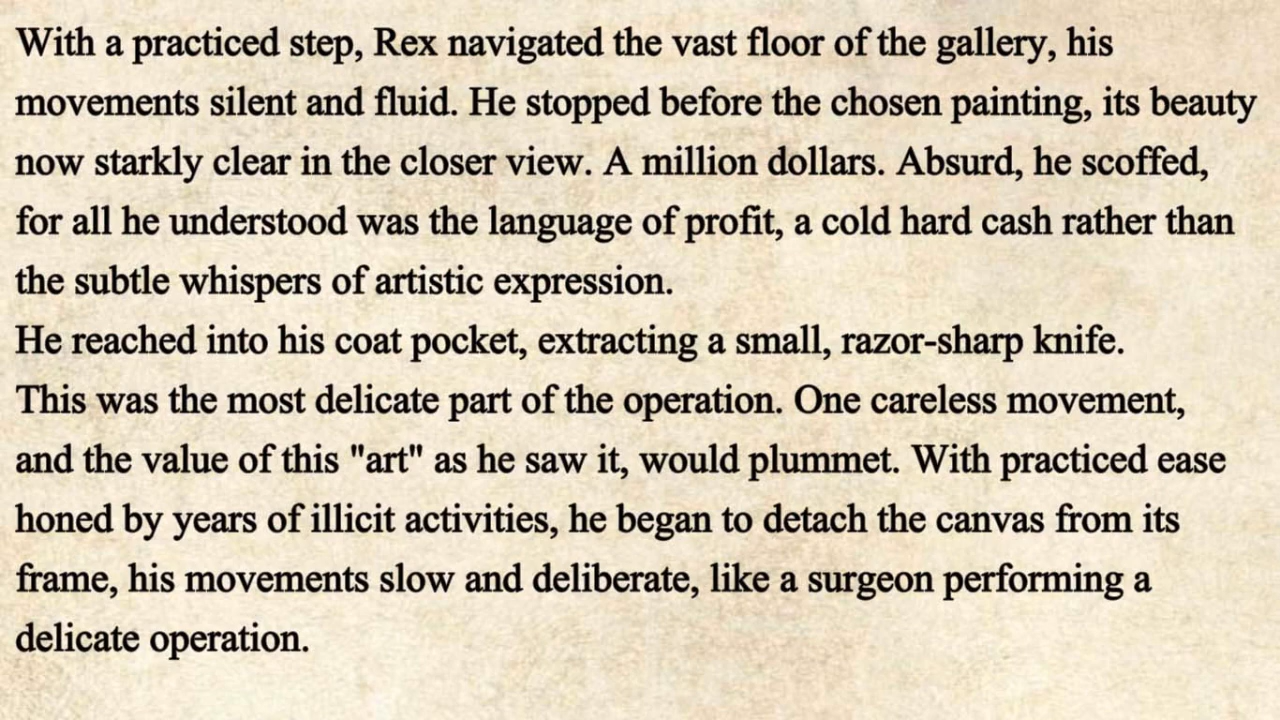 With a practiced step, Rex navigated the vast floor of the gallery, his
movements silent and fluid. He stopped before the chosen painting, its beauty
now starkly clear in the closer view. A million dollars. Absurd, he scoffed,
for all he understood was the language of profit, a cold hard cash rather than
the subtle whispers of artistic expression.
He reached into his coat pocket, extracting a small, razor-sharp knife.
This was the most delicate part of the operation. One careless movement,
and the value of this "art" as he saw it, would plummet. With practiced ease
honed by years of illicit activities, he began to detach the canvas from its
frame, his movements slow and deliberate, like a surgeon performing a
delicate operation.